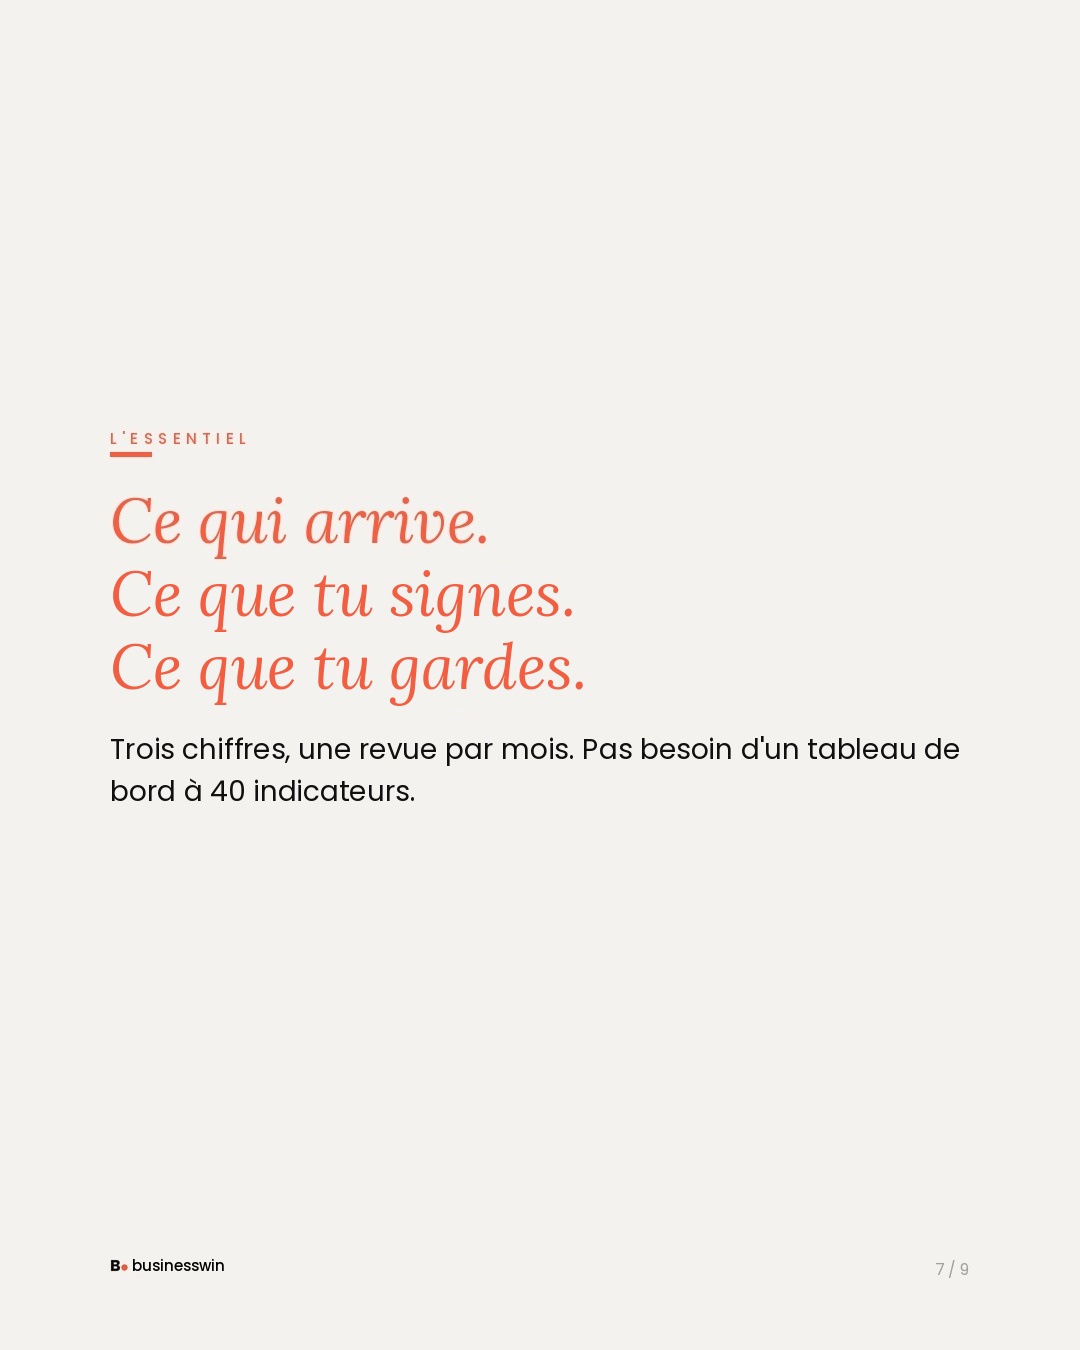 L'ESSENTIEL
Ce qui arrive.
Ce que tu signes.
Ce que tu gardes.
Trois chiffres, une revue par mois. Pas besoin d'un tableau de
bord à 40 indicateurs.
B. businesswin
7 / 9